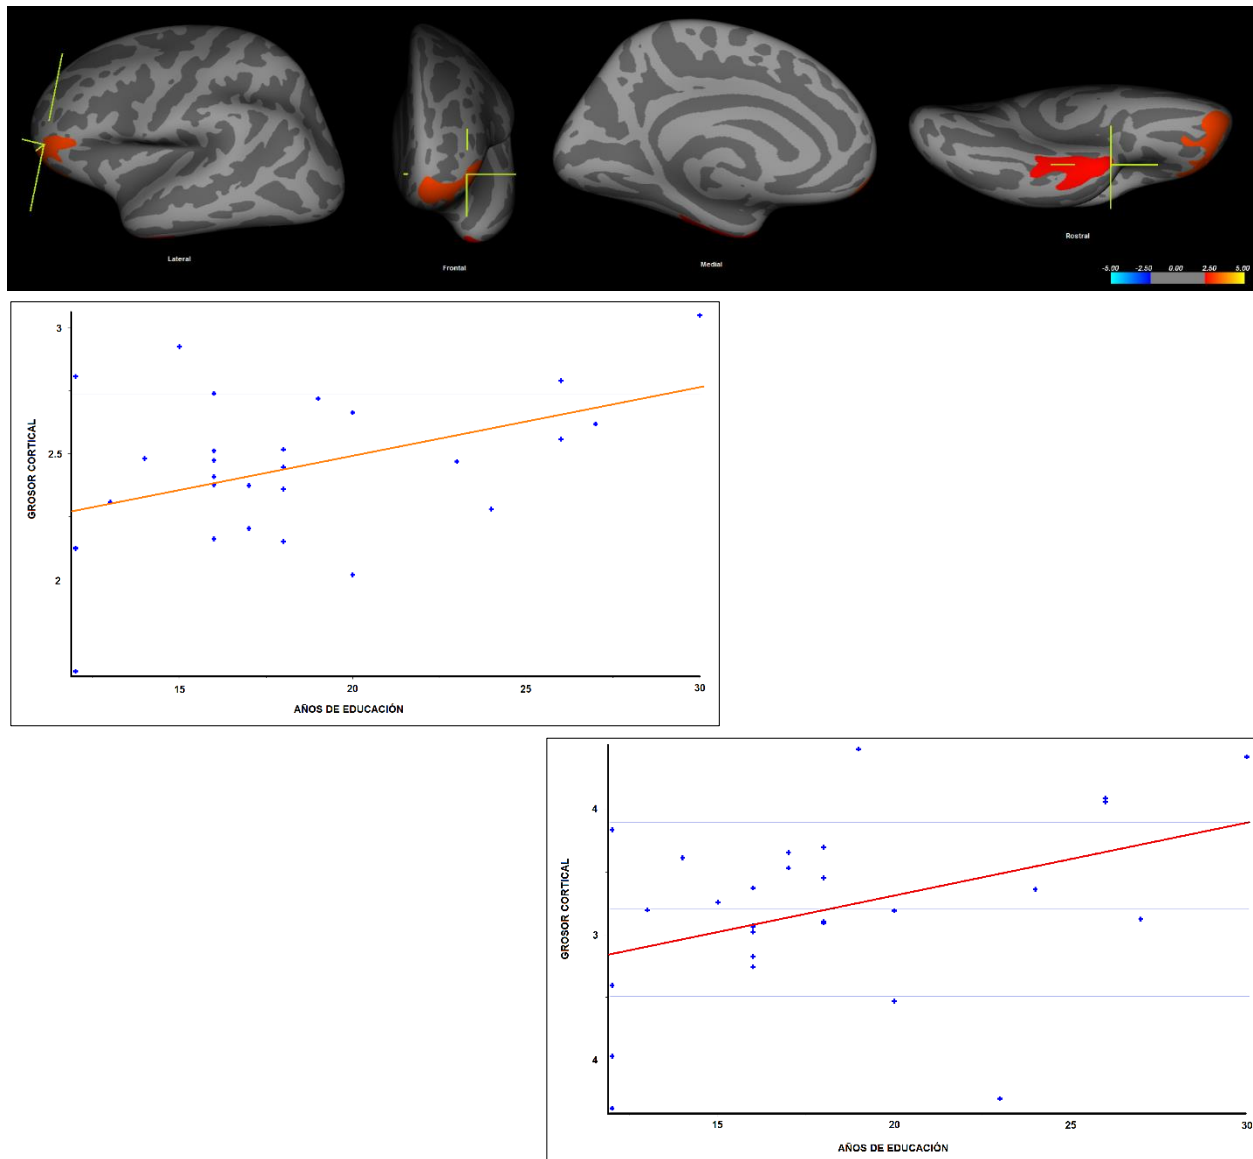 Lateral
Frontal
Medial
Rostral
-5.00 -2.50 0.00 2.50 5.00
GROSOR CORTICAL
3
2.5
2
15 20 25 30
AÑOS DE EDUCACIÓN
GROSOR CORTICAL
4
3
4
15 20 25 30
AÑOS DE EDUCACIÓN